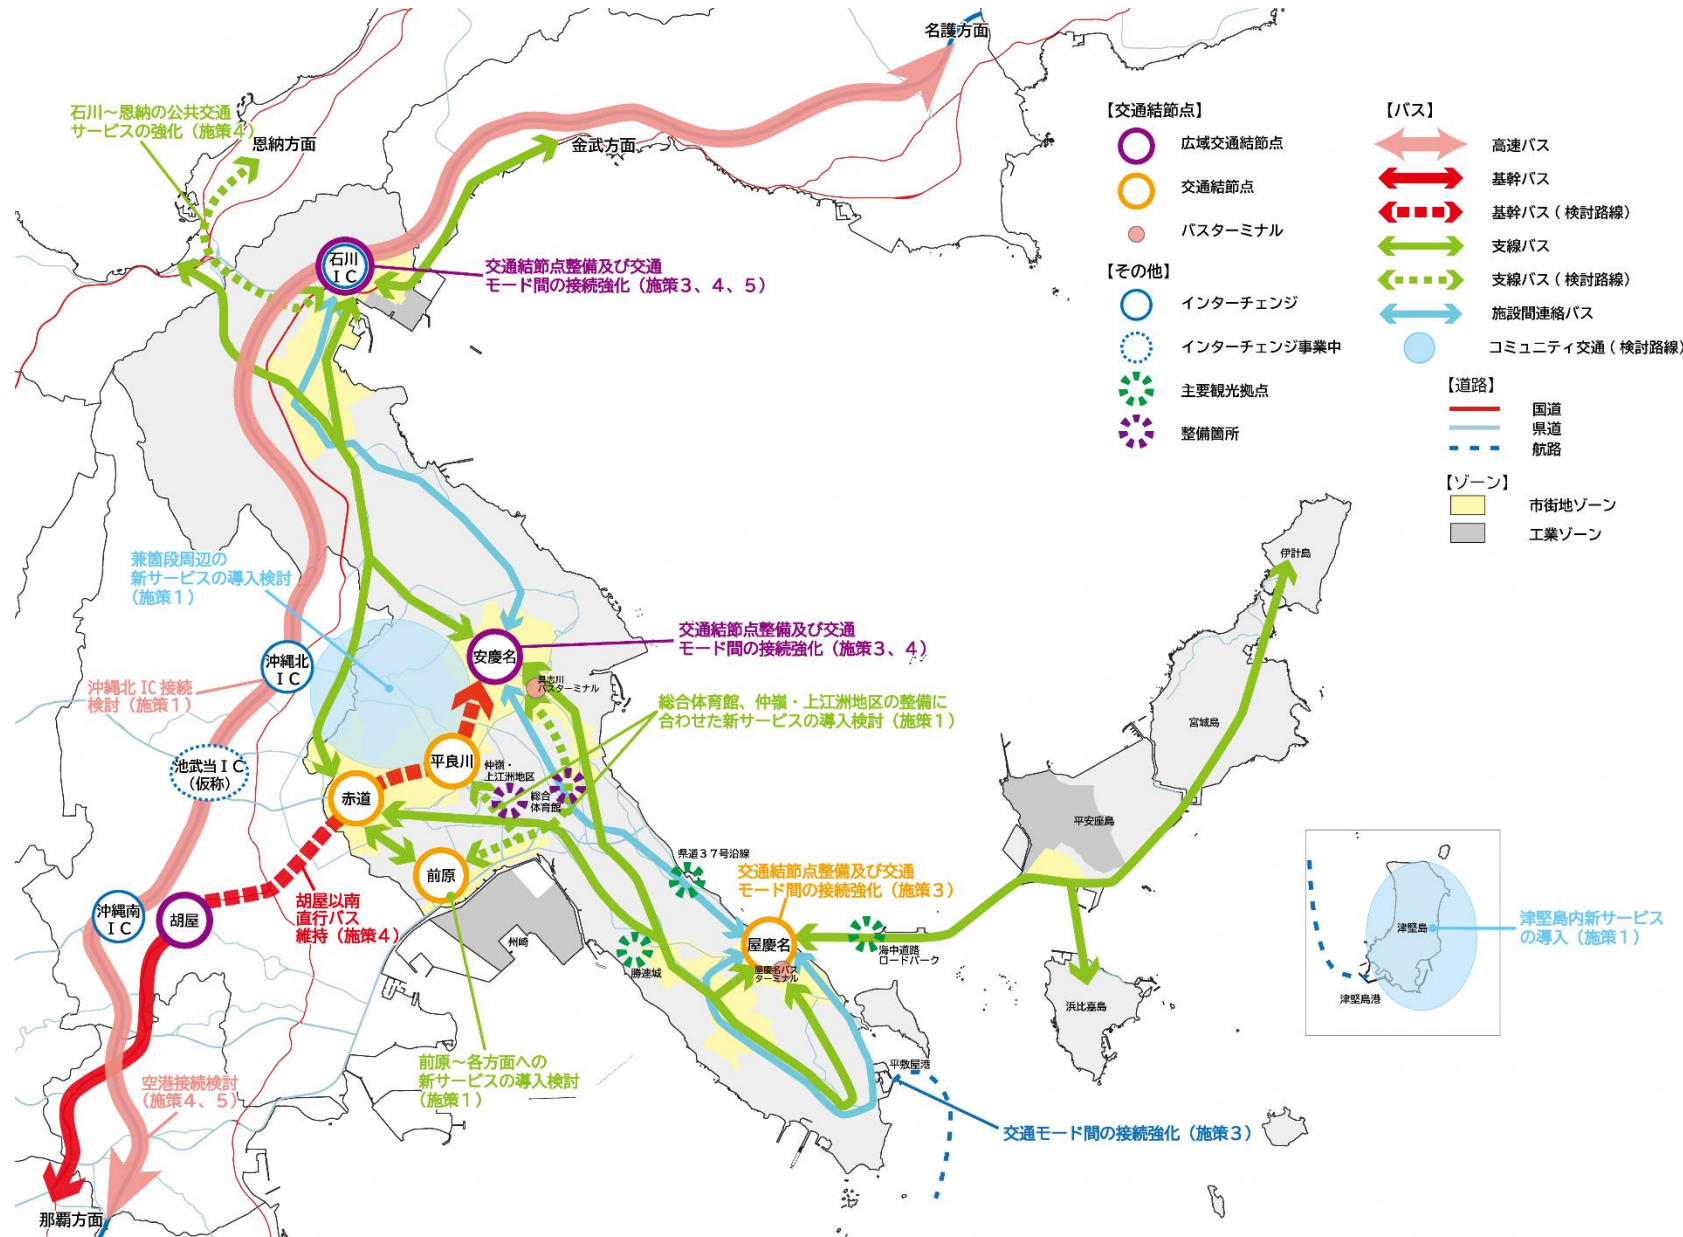 名護方面
石川～恩納の公共交通
サービスの強化（施策４）
恩納方面
金武方面
石川
ＩＣ
交通結節点整備及び交通
モード間の接続強化（施策３、４、５）
【交通結節点】
広域交通結節点
交通結節点
バスターミナル
【その他】
インターチェンジ
インターチェンジ事業中
主要観光拠点
整備箇所
【バス】
高速バス
基幹バス
基幹バス（検討路線）
支線バス
支線バス（検討路線）
施設間連絡バス
コミュニティ交通（検討路線）
【道路】
国道
県道
航路
【ゾーン】
市街地ゾーン
工業ゾーン
兼箇段周辺の
新サービスの導入検討
（施策１）
沖縄北
ＩＣ
沖縄北 IC 接続
検討（施策１）
池武当ＩＣ
（仮称）
安慶名
交通結節点整備及び交通
モード間の接続強化（施策３、４）
具志川
バスターミナル
総合体育館、仲嶺・上江洲地区の整備に
合わせた新サービスの導入検討（施策１）
平良川
仲嶺・
上江洲地区
総合
体育館
赤道
前原
県道３７号沿線
交通結節点整備及び交通
モード間の接続強化（施策３）
沖縄南
ＩＣ
胡屋
胡屋以南
直行バス
維持（施策４）
州崎
勝連城
屋慶名
屋慶名バス
ターミナル
海中道路
ロードパーク
伊計島
宮城島
平安座島
浜比嘉島
津堅島
津堅島港
津堅島内新サービス
の導入（施策１）
前原～各方面への
新サービスの導入検討
（施策１）
平敷屋港
交通モード間の接続強化（施策３）
空港接続検討
（施策４、５）
那覇方面